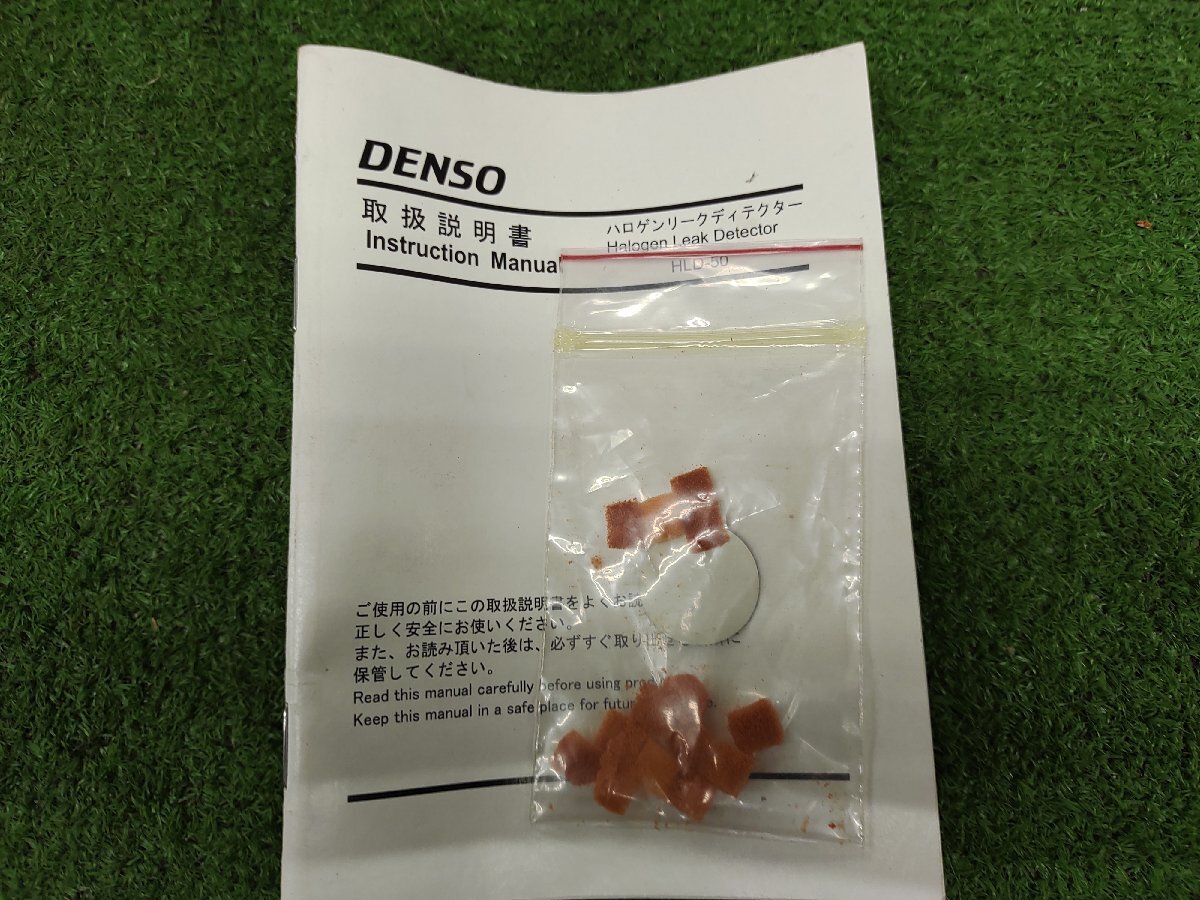 DENSO
取扱説明書
Instruction Manual
ハロゲンリークディテクター
Halogen Leak Detector
HLD-50
ご使用の前にこの取扱説明書をよくお読
正しく安全にお使いください。
また、お読み頂いた後は、必ずすぐ取り出
保管してください。
Read this manual carefully before using
Keep this manual in a safe place for